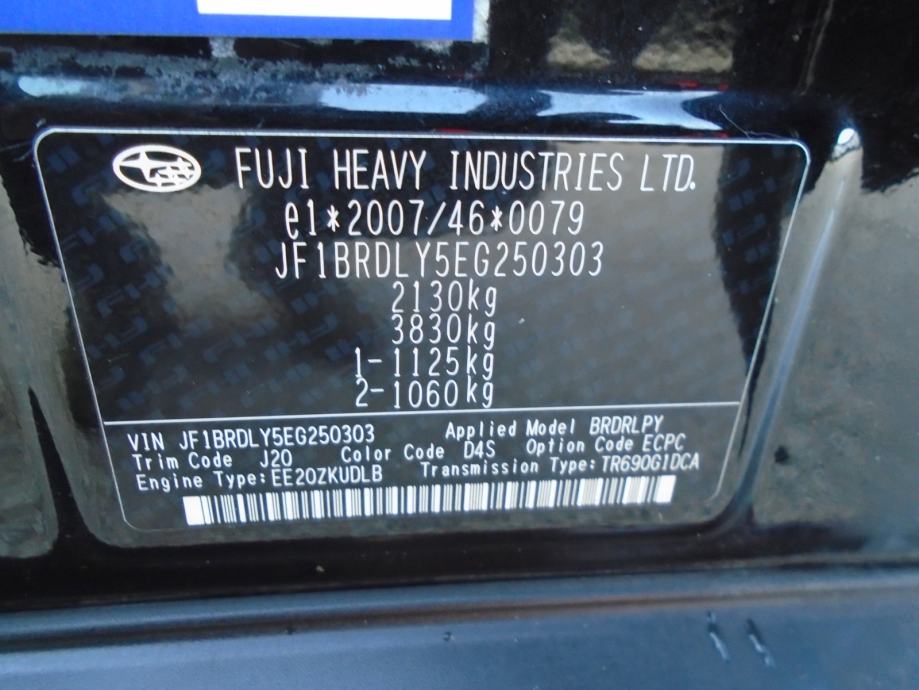 FUJI HEAVY INDUSTRIES LTD.
e1*2007/46*0079
JF1BRDLY5EG250303
2130kg
3830kg
1-1125kg
2-1060kg
VIN JF1BRDLY5EG250303 Applied Model BRDRLPY
Trim Code J20 Color Code D4S Option Code ECPC
Engine Type:EE20ZKUDLB Transmission Type:TR690G1DCA